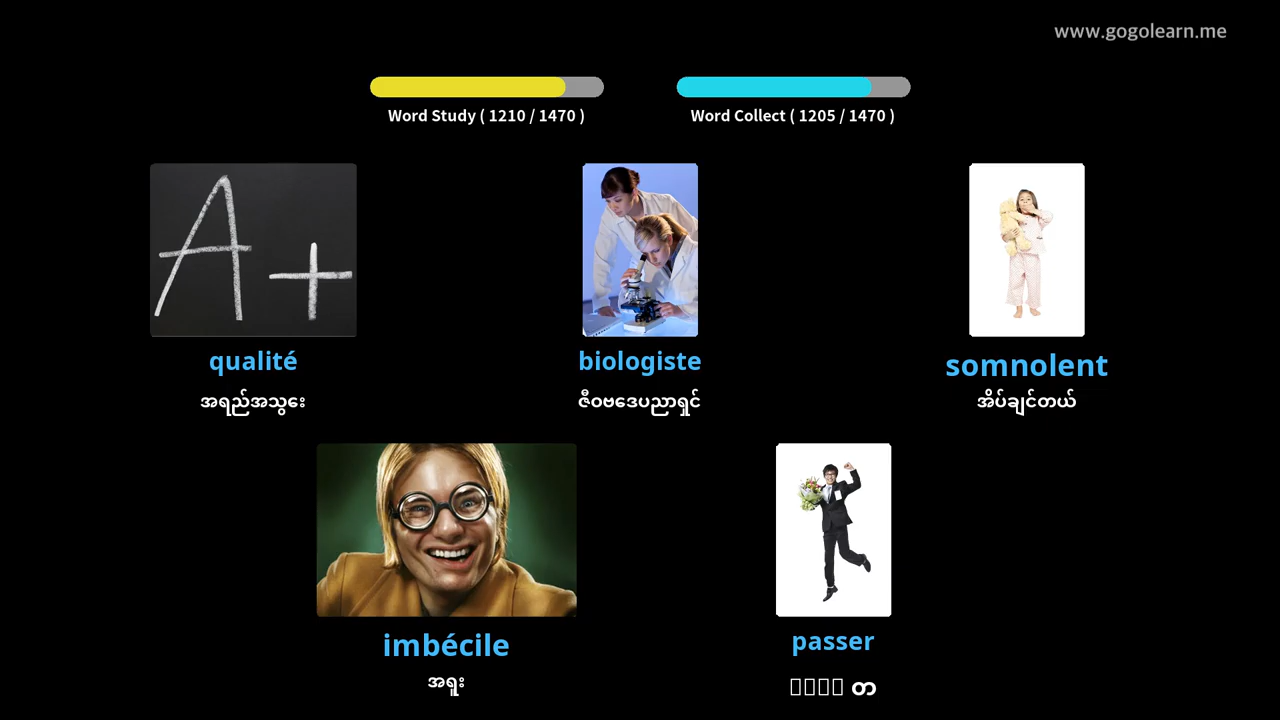 www.gogolearn.me
Word Study ( 1210 / 1470 )
Word Collect ( 1205 / 1470 )
A+
qualité
biologiste
somnolent
အရည်အသွေး
ဇီဝဗဒေပညာရှင်
အိပ်ချင်တယ်
imbécile
passer
အရူး
တ